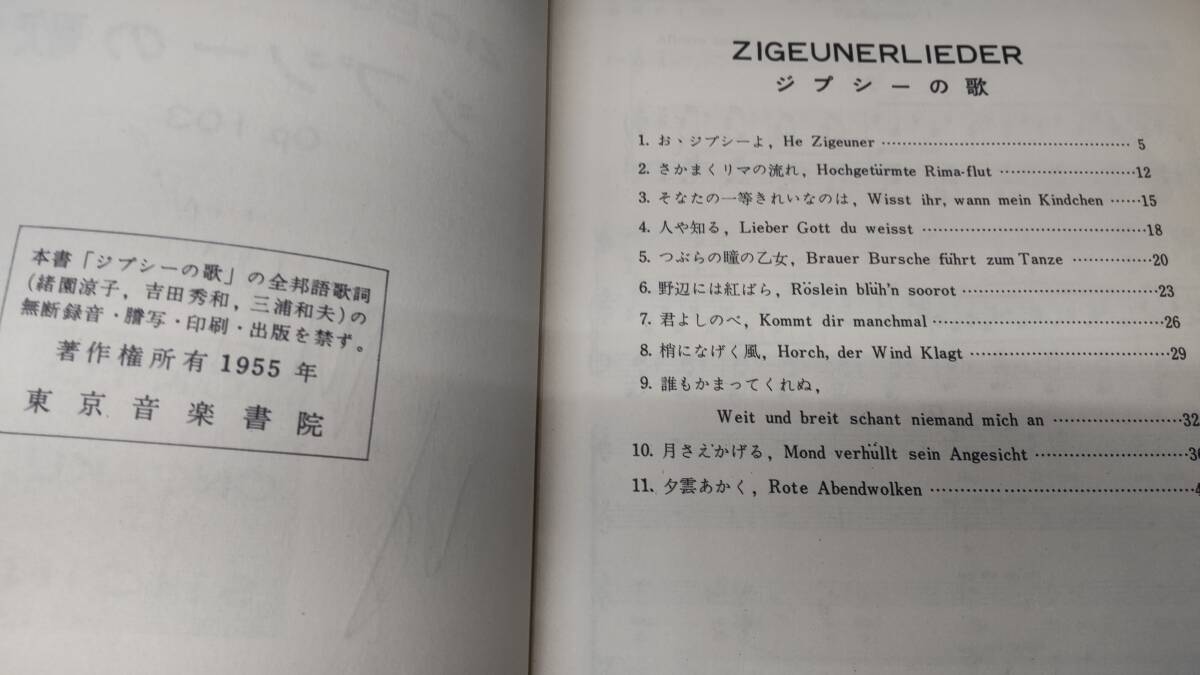 本書「ジプシーの歌」の全邦語歌詞
(緒園涼子, 吉田秀和, 三浦和夫)の
無断録音・謄写・印刷・出版を禁ず。
著作権所有 1955 年
東京音楽書院
ZIGEUNERLIEDER
ジプシーの歌
1. おゝジプシーよ, He Zigeuner ………………………………… 5
2. さかまくリマの流れ, Hochgetürmte Rima-flut ………………………12
3. そなたの一等きれいなのは, Wisst ihr, wann mein Kindchen ……15
4. 人や知る, Lieber Gott du weisst ………………………………18
5. つぶらの瞳の乙女, Brauer Bursche führt zum Tanze ……………20
6. 野辺には紅ばら, Röslein blüh'n soorot ………………………………23
7. 君よしのべ, Kommt dir manchmal ………………………………26
8. 梢になげく風, Horch, der Wind Klagt ………………………………29
9. 誰もかまってくれぬ,
Weit und breit schant niemand mich an ……………………32
10. 月さえかげる, Mond verhüllt sein Angesicht ………………………
11. 夕雲あかく, Rote Abendwolken ………………………………